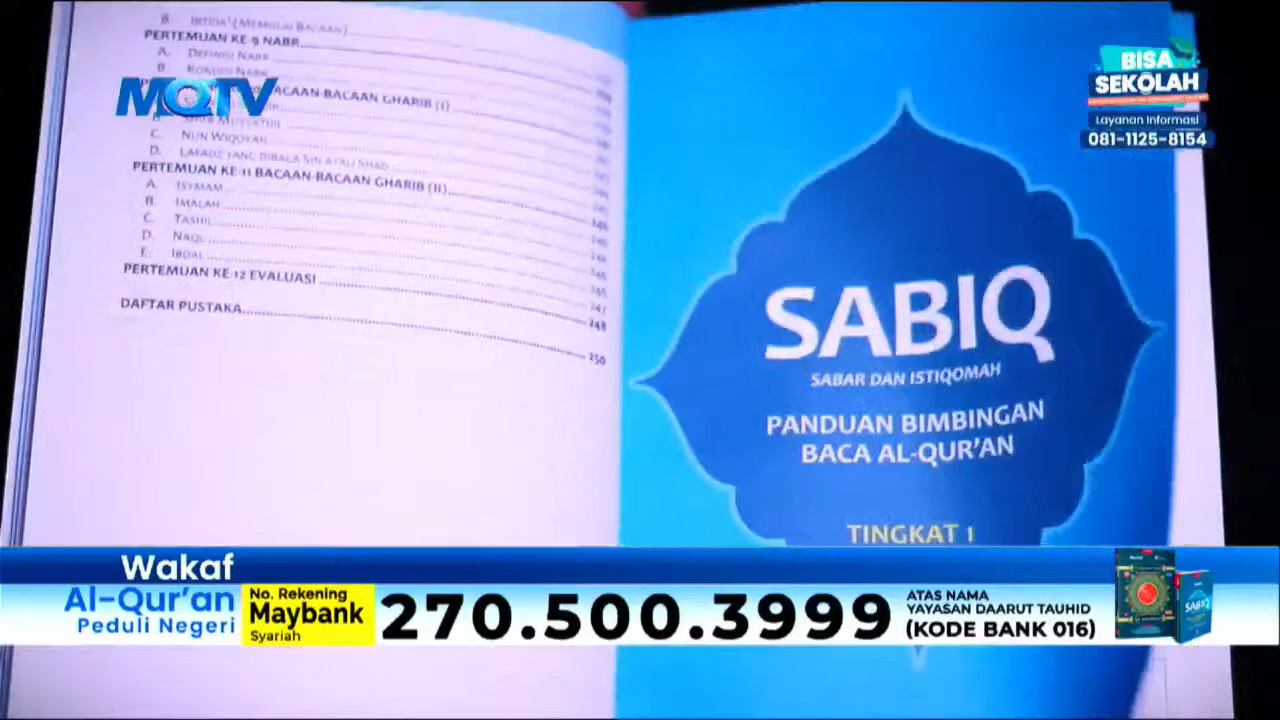 B. IBTIDA' (MEMULAI BACAAN)
PERTEMUAN KE-9 NABR
A. DEFINISI NABR
B. KONDISI NABR
BACAAN-BACAAN GHARIB (I)
C. NUN WIQOYAH
D. LAFADZ YANG DIBACA SIN ATAU SHAD
PERTEMUAN KE-11 BACAAN-BACAAN GHARIB (II)
A. ISYMAM
B. IMALAH
C. TASHIL
D. NAQL
E. IBDAL
PERTEMUAN KE-12 EVALUASI
248
DAFTAR PUSTAKA
250
MQTV
BISA
SEKOLAH
Layanan Informasi
081-1125-8154
SABIQ
SABAR DAN ISTIQOMAH
PANDUAN BIMBINGAN
BACA AL-QUR'AN
TINGKAT 1
Wakaf
Al-Qur'an
Peduli Negeri
No. Rekening
Maybank
Syariah
270.500.3999
ATAS NAMA
YAYASAN DAARUT TAUHID
(KODE BANK 016)
SABIQ